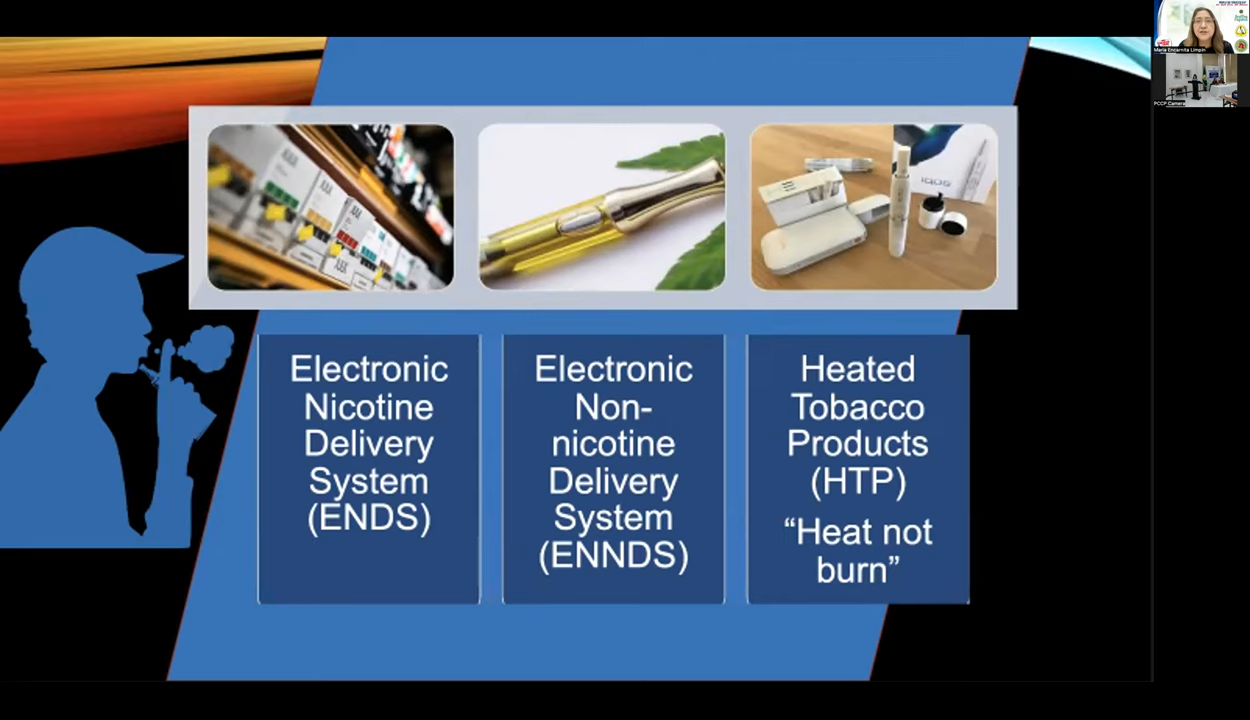 IQOS
Electronic
Nicotine
Delivery
System
(ENDS)
Electronic
Non-
nicotine
Delivery
System
(ENNDS)
Heated
Tobacco
Products
(HTP)
“Heat not
burn”
Maria Encarnita Limpin
PCCP Camera